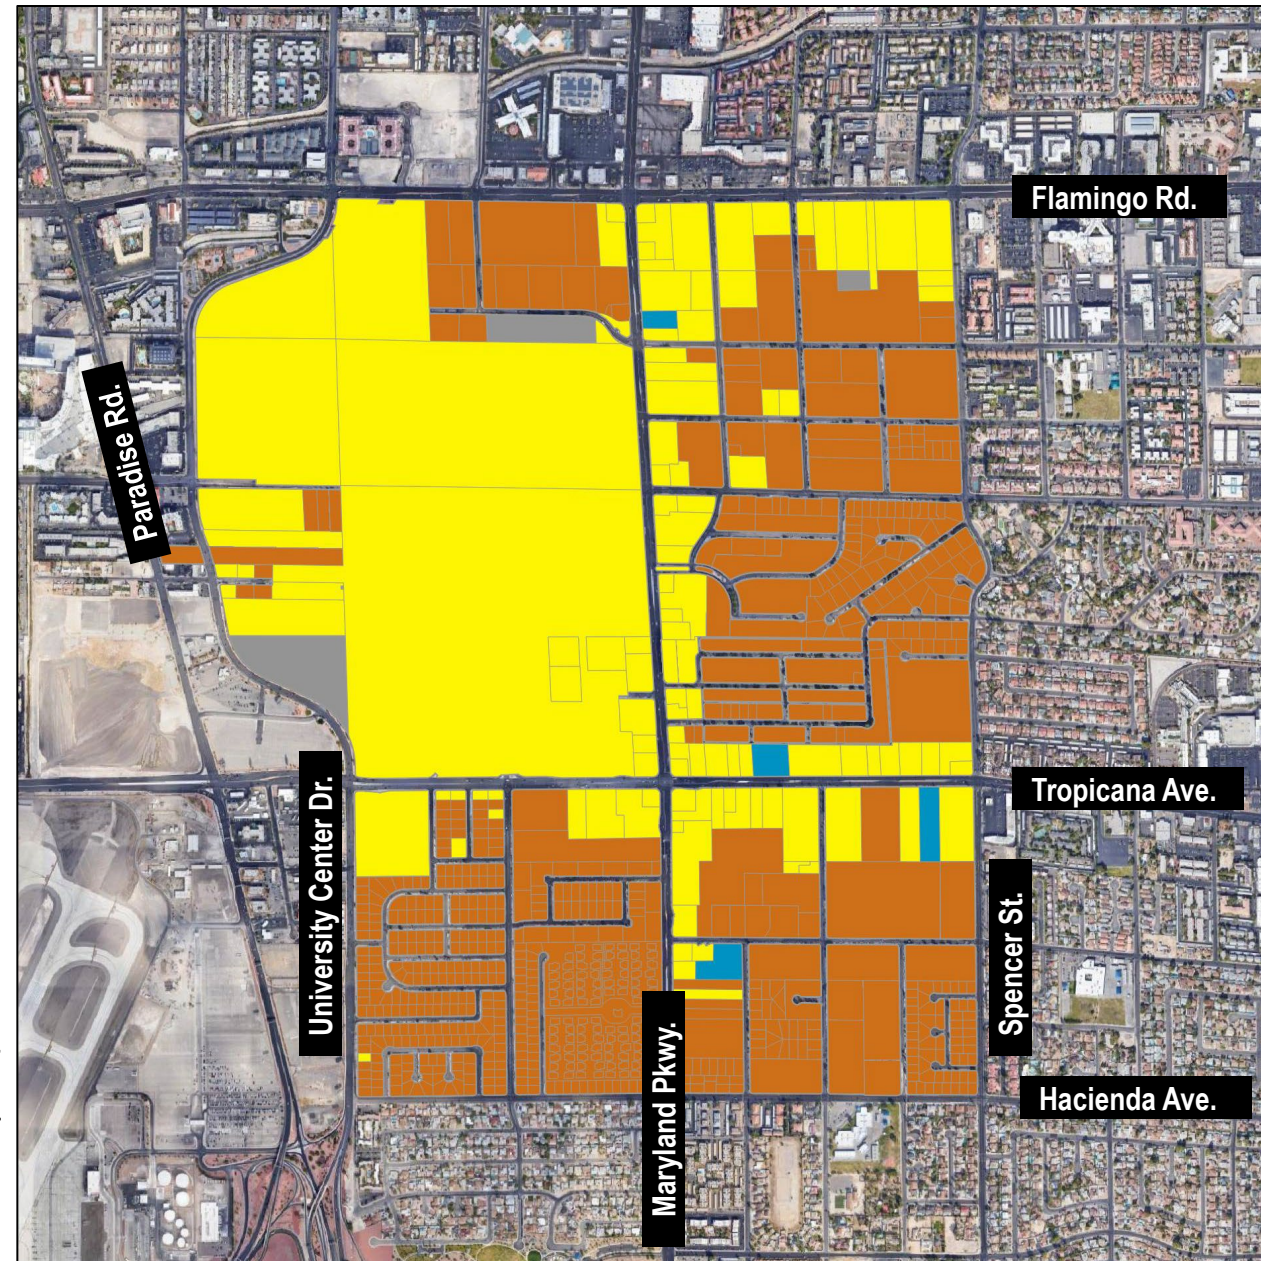 Flamingo Rd.
Paradise Rd.
Tropicana Ave.
University Center Dr.
Spencer St.
Maryland Pkwy.
Hacienda Ave.